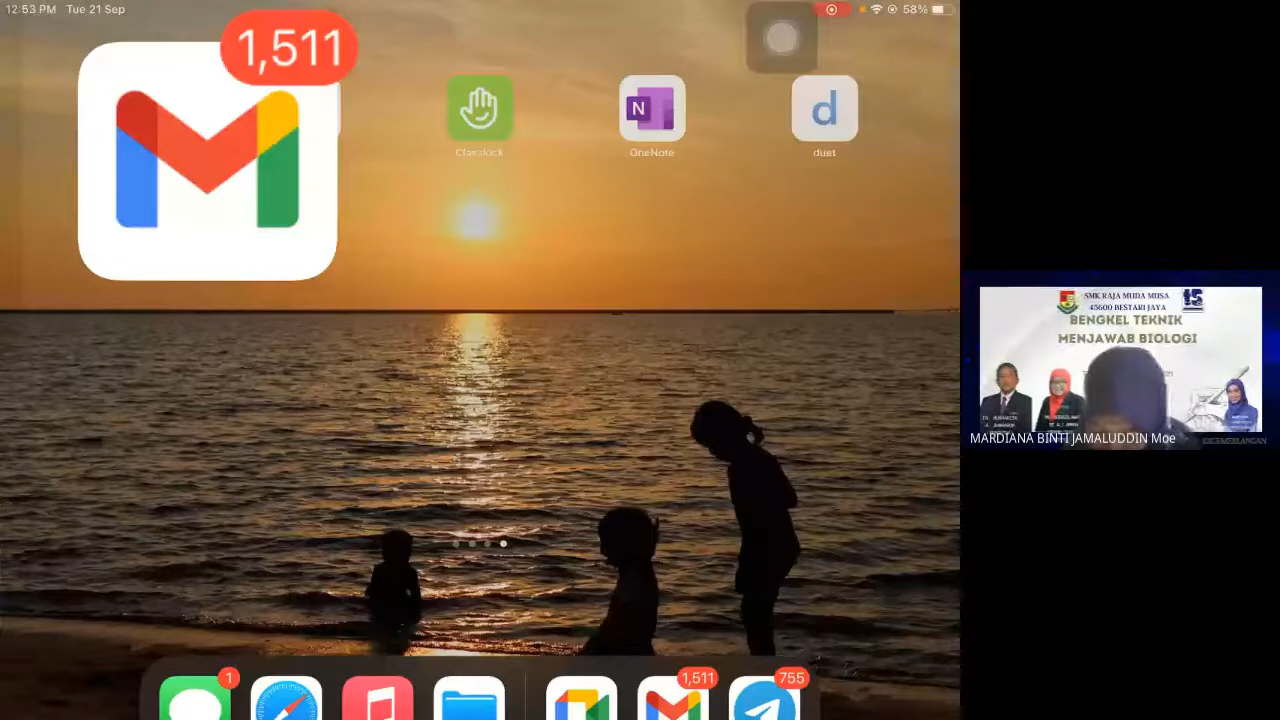 12:53 PM Tue 21 Sep
58%
1,511
Classkick
N
OneNote
d
duet
1
1,511
755
SMK RAJA MUDA MUSA
45600 BESTARI JAYA
BENGKEL TEKNIK
MENJAWAB BIOLOGI
MARDIANA BINTI JAMALUDDIN Moe